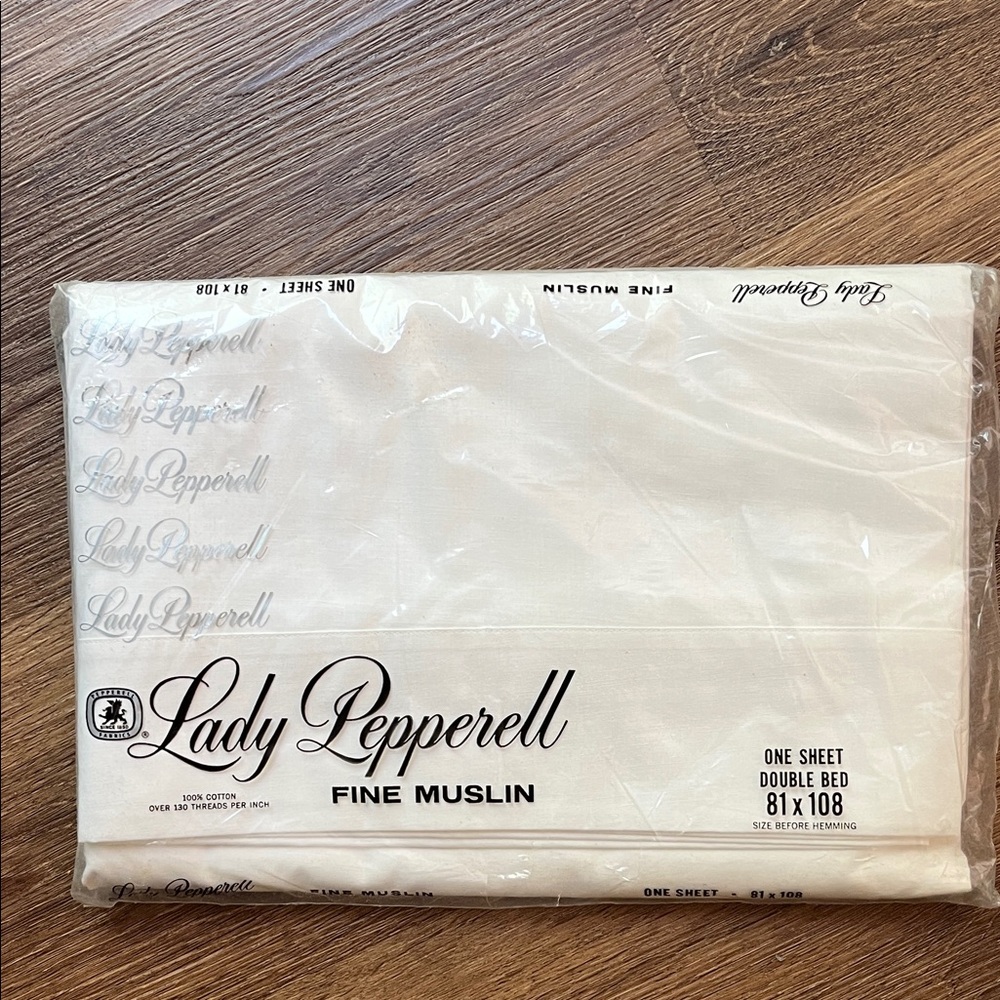 ONE SHEET - 81 x 108
FINE MUSLIN
Lady Pepperell
Lady Pepperell
Lady Pepperell
Lady Pepperell
Lady Pepperell
Lady Pepperell
PEPPERELL
FABRICS
®
Lady Pepperell
FINE MUSLIN
100% COTTON
OVER 130 THREADS PER INCH
ONE SHEET
DOUBLE BED
81 x 108
SIZE BEFORE HEMMING
Lady Pepperell
FINE MUSLIN
ONE SHEET - 81 x 108